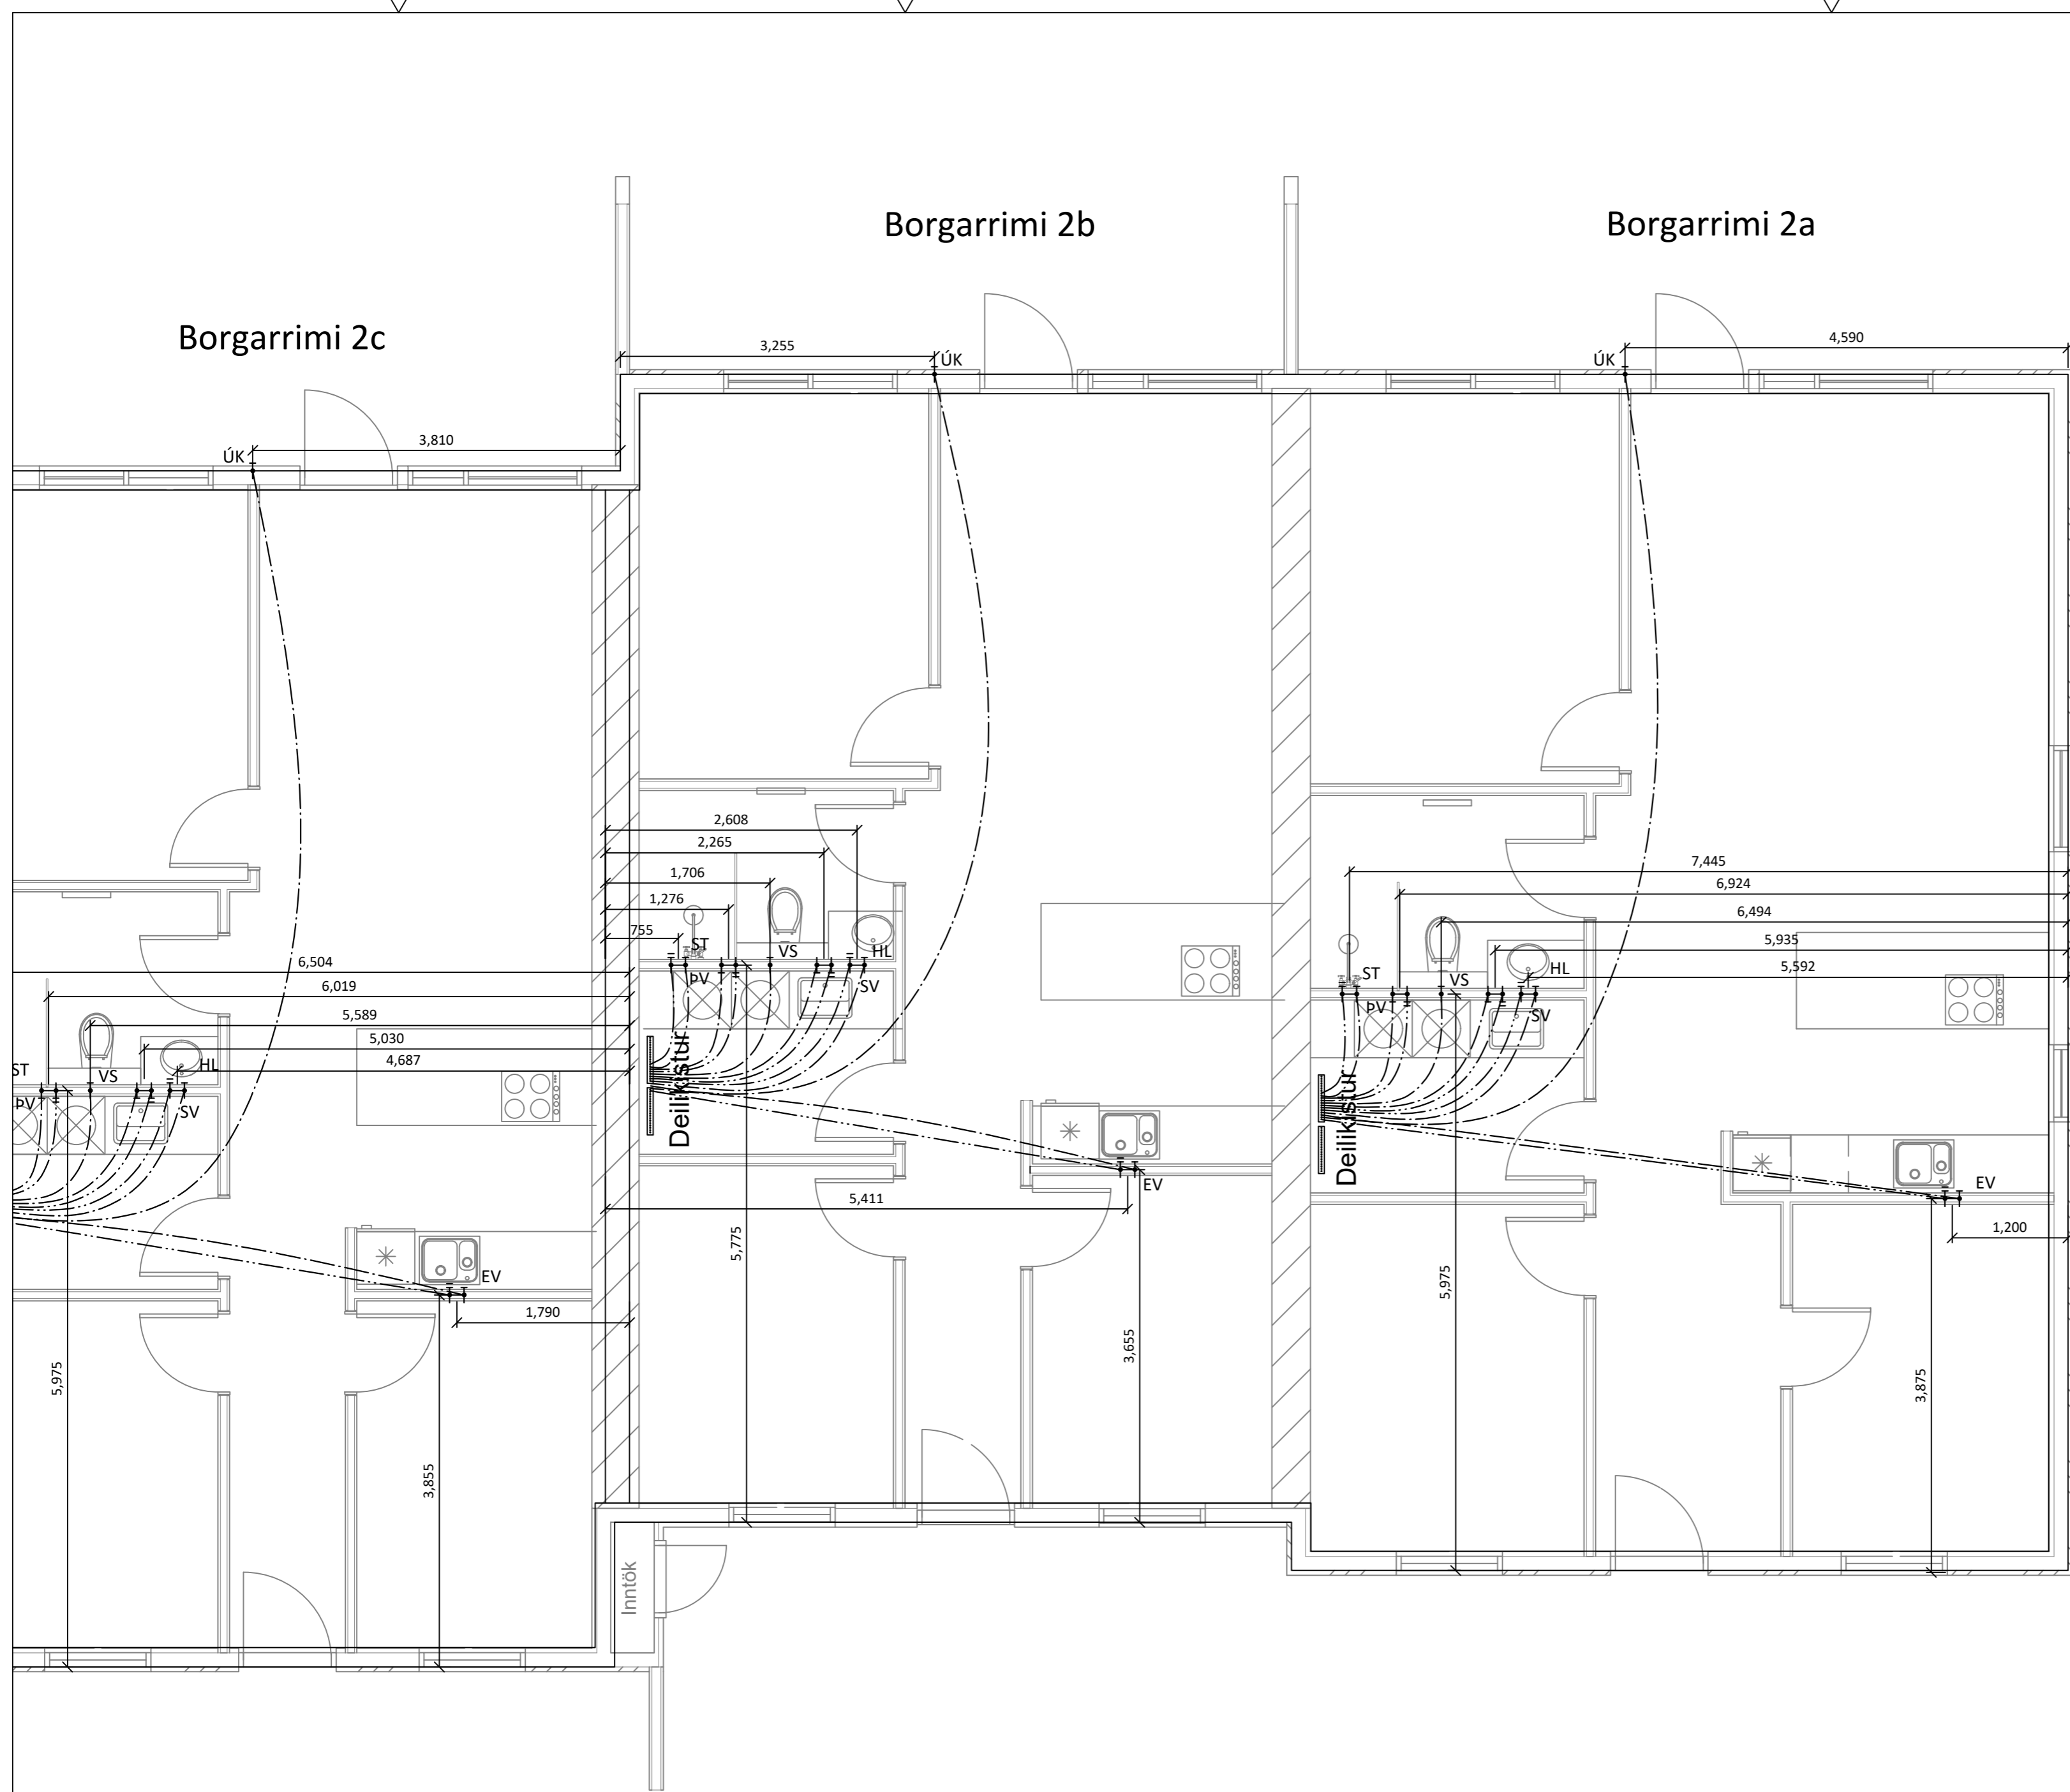 Borgarrimi 2b
Borgarrimi 2a
Borgarrimi 2c
3,255
ÚK
ÚK
4,590
ÚK
3,810
2,608
2,265
1,706
1,276
755
ST
VS
HL
ÞV
SV
7,445
6,924
6,494
5,935
5,592
ST
VS
HL
ÞV
SV
6,504
6,019
5,589
5,030
4,687
ST
VS
HL
ÞV
SV
Deilikistur
Deilikistur
EV
5,411
5,775
3,655
EV
1,200
5,975
3,875
EV
1,790
5,975
3,855
Inntök